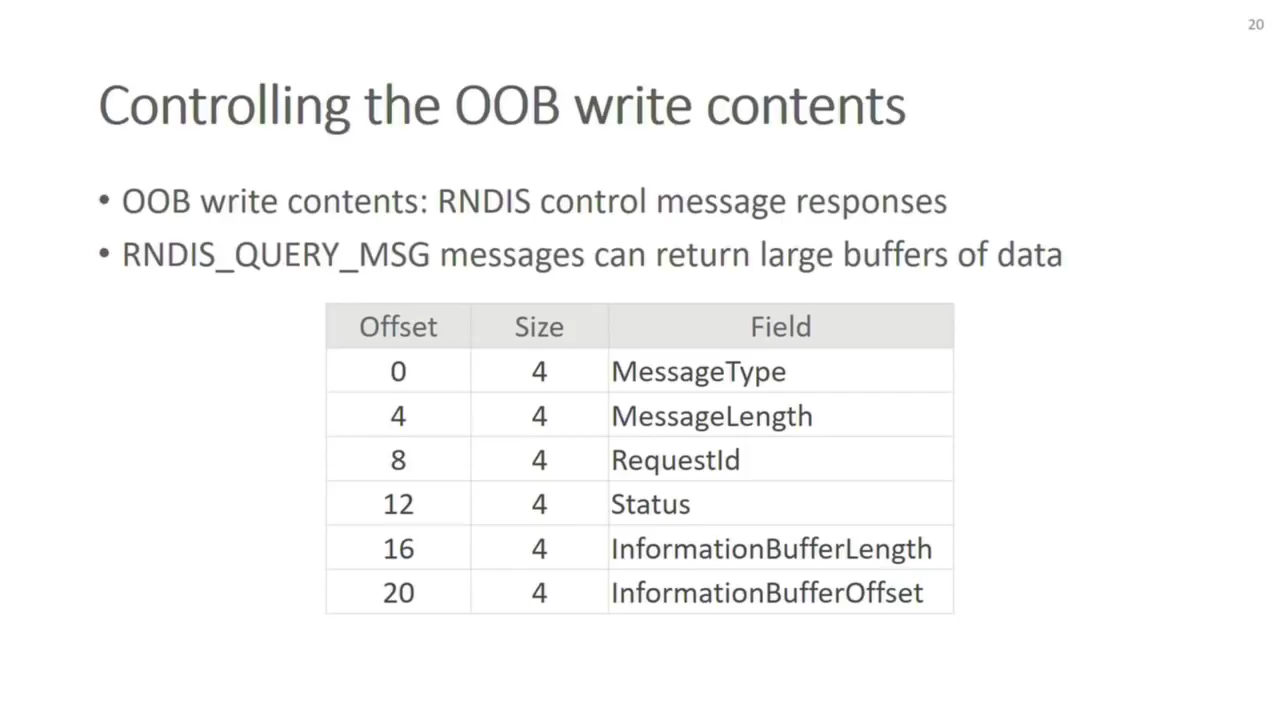 20
Controlling the OOB write contents
• OOB write contents: RNDIS control message responses
• RNDIS_QUERY_MSG messages can return large buffers of data
Offset Size Field
0 4 MessageType
4 4 MessageLength
8 4 RequestId
12 4 Status
16 4 InformationBufferLength
20 4 InformationBufferOffset